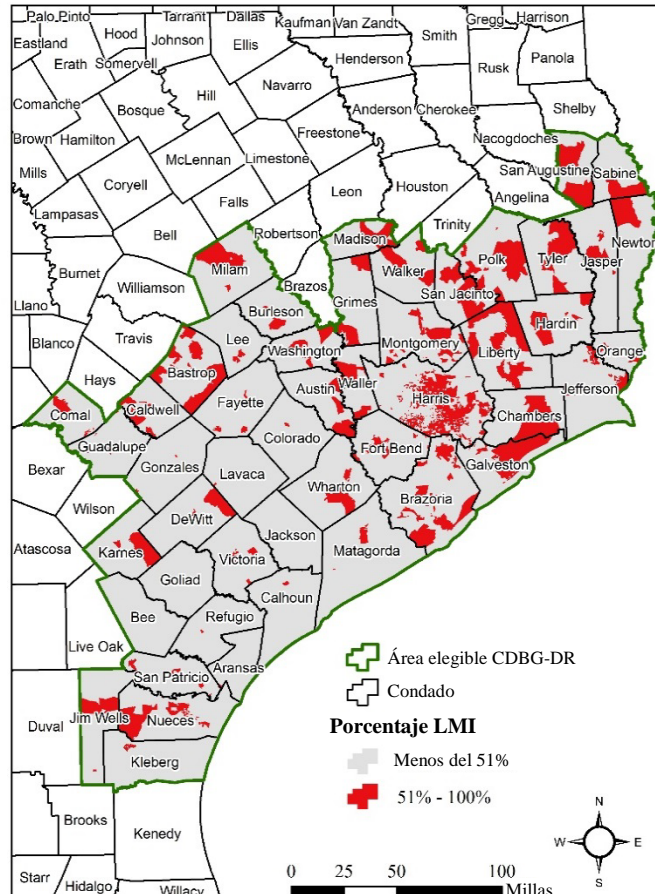 Palo Pinto
Tarrant
Dallas
Kaufman
Van Zandt
Gregg
Harrison
Eastland
Hood
Johnson
Ellis
Smith
Erath
Somervell
Henderson
Rusk
Panola
Comanche
Bosque
Hill
Navarro
Anderson
Cherokee
Shelby
Brown
Hamilton
Freestone
Nacogdoches
Mills
McLennan
Limestone
San Augustine
Sabine
Coryell
Leon
Houston
Angelina
Lampasas
Falls
Trinity
Bell
Robertson
Madison
Newton
Burnet
Milam
Walker
Polk
Tyler
Jasper
Llano
Williamson
Brazos
Grimes
San Jacinto
Burleson
Hardin
Blanco
Travis
Lee
Washington
Montgomery
Liberty
Orange
Hays
Bastrop
Austin
Waller
Harris
Jefferson
Comal
Caldwell
Fayette
Chambers
Guadalupe
Colorado
Fort Bend
Bexar
Gonzales
Lavaca
Galveston
Wilson
Wharton
Brazoria
DeWitt
Atascosa
Karnes
Jackson
Matagorda
Victoria
Goliad
Calhoun
Bee
Refugio
Live Oak
Aransas
San Patricio
Duval
Jim Wells
Nueces
Kleberg
Brooks
Kenedy
Starr
Hidalgo
Willacy
Área elegible CDBG-DR
Condado
Porcentaje LMI
Menos del 51%
51% - 100%
N
W
E
S
0 25 50 100
Millas